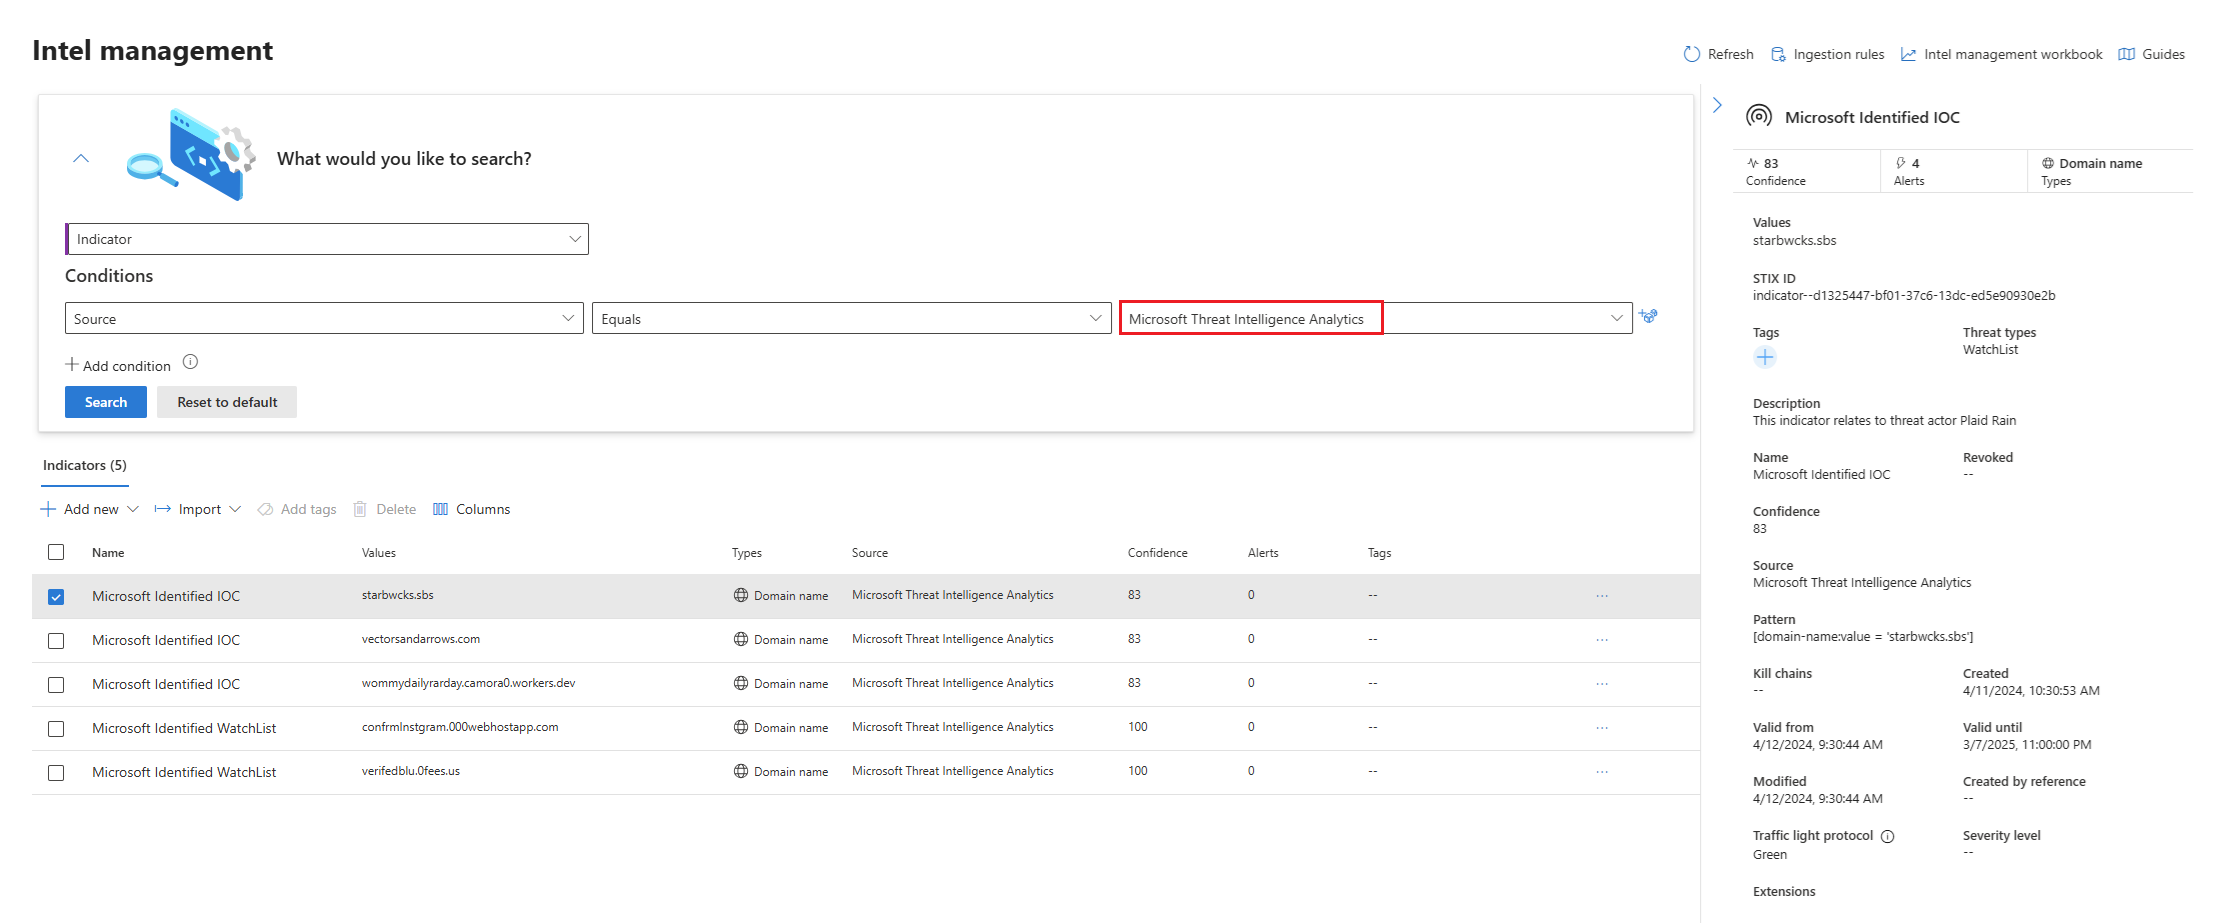 Intel management
Refresh
Ingestion rules
Intel management workbook
Guides
What would you like to search?
Indicator
Conditions
Source
Equals
Microsoft Threat Intelligence Analytics
Add condition
Search
Reset to default
Indicators (5)
Add new
Import
Add tags
Delete
Columns
Name Values Types Source Confidence Alerts Tags
Microsoft Identified IOC starbwcks.sbs Domain name Microsoft Threat Intelligence Analytics 83 0 -- ...
Microsoft Identified IOC vectorsandarrows.com Domain name Microsoft Threat Intelligence Analytics 83 0 -- ...
Microsoft Identified IOC wommydailyrarday.camora0.workers.dev Domain name Microsoft Threat Intelligence Analytics 83 0 -- ...
Microsoft Identified WatchList confrmlnstgram.000webhostapp.com Domain name Microsoft Threat Intelligence Analytics 100 0 -- ...
Microsoft Identified WatchList verifedblu.0fees.us Domain name Microsoft Threat Intelligence Analytics 100 0 -- ...
Microsoft Identified IOC
83
Confidence
4
Alerts
Domain name
Types
Values
starbwcks.sbs
STIX ID
indicator--d1325447-bf01-37c6-13dc-ed5e90930e2b
Tags
Threat types
WatchList
Description
This indicator relates to threat actor Plaid Rain
Name
Microsoft Identified IOC
Revoked
--
Confidence
83
Source
Microsoft Threat Intelligence Analytics
Pattern
[domain-name:value = 'starbwcks.sbs']
Kill chains
--
Created
4/11/2024, 10:30:53 AM
Valid from
4/12/2024, 9:30:44 AM
Valid until
3/7/2025, 11:00:00 PM
Modified
4/12/2024, 9:30:44 AM
Created by reference
--
Traffic light protocol
Green
Severity level
--
Extensions